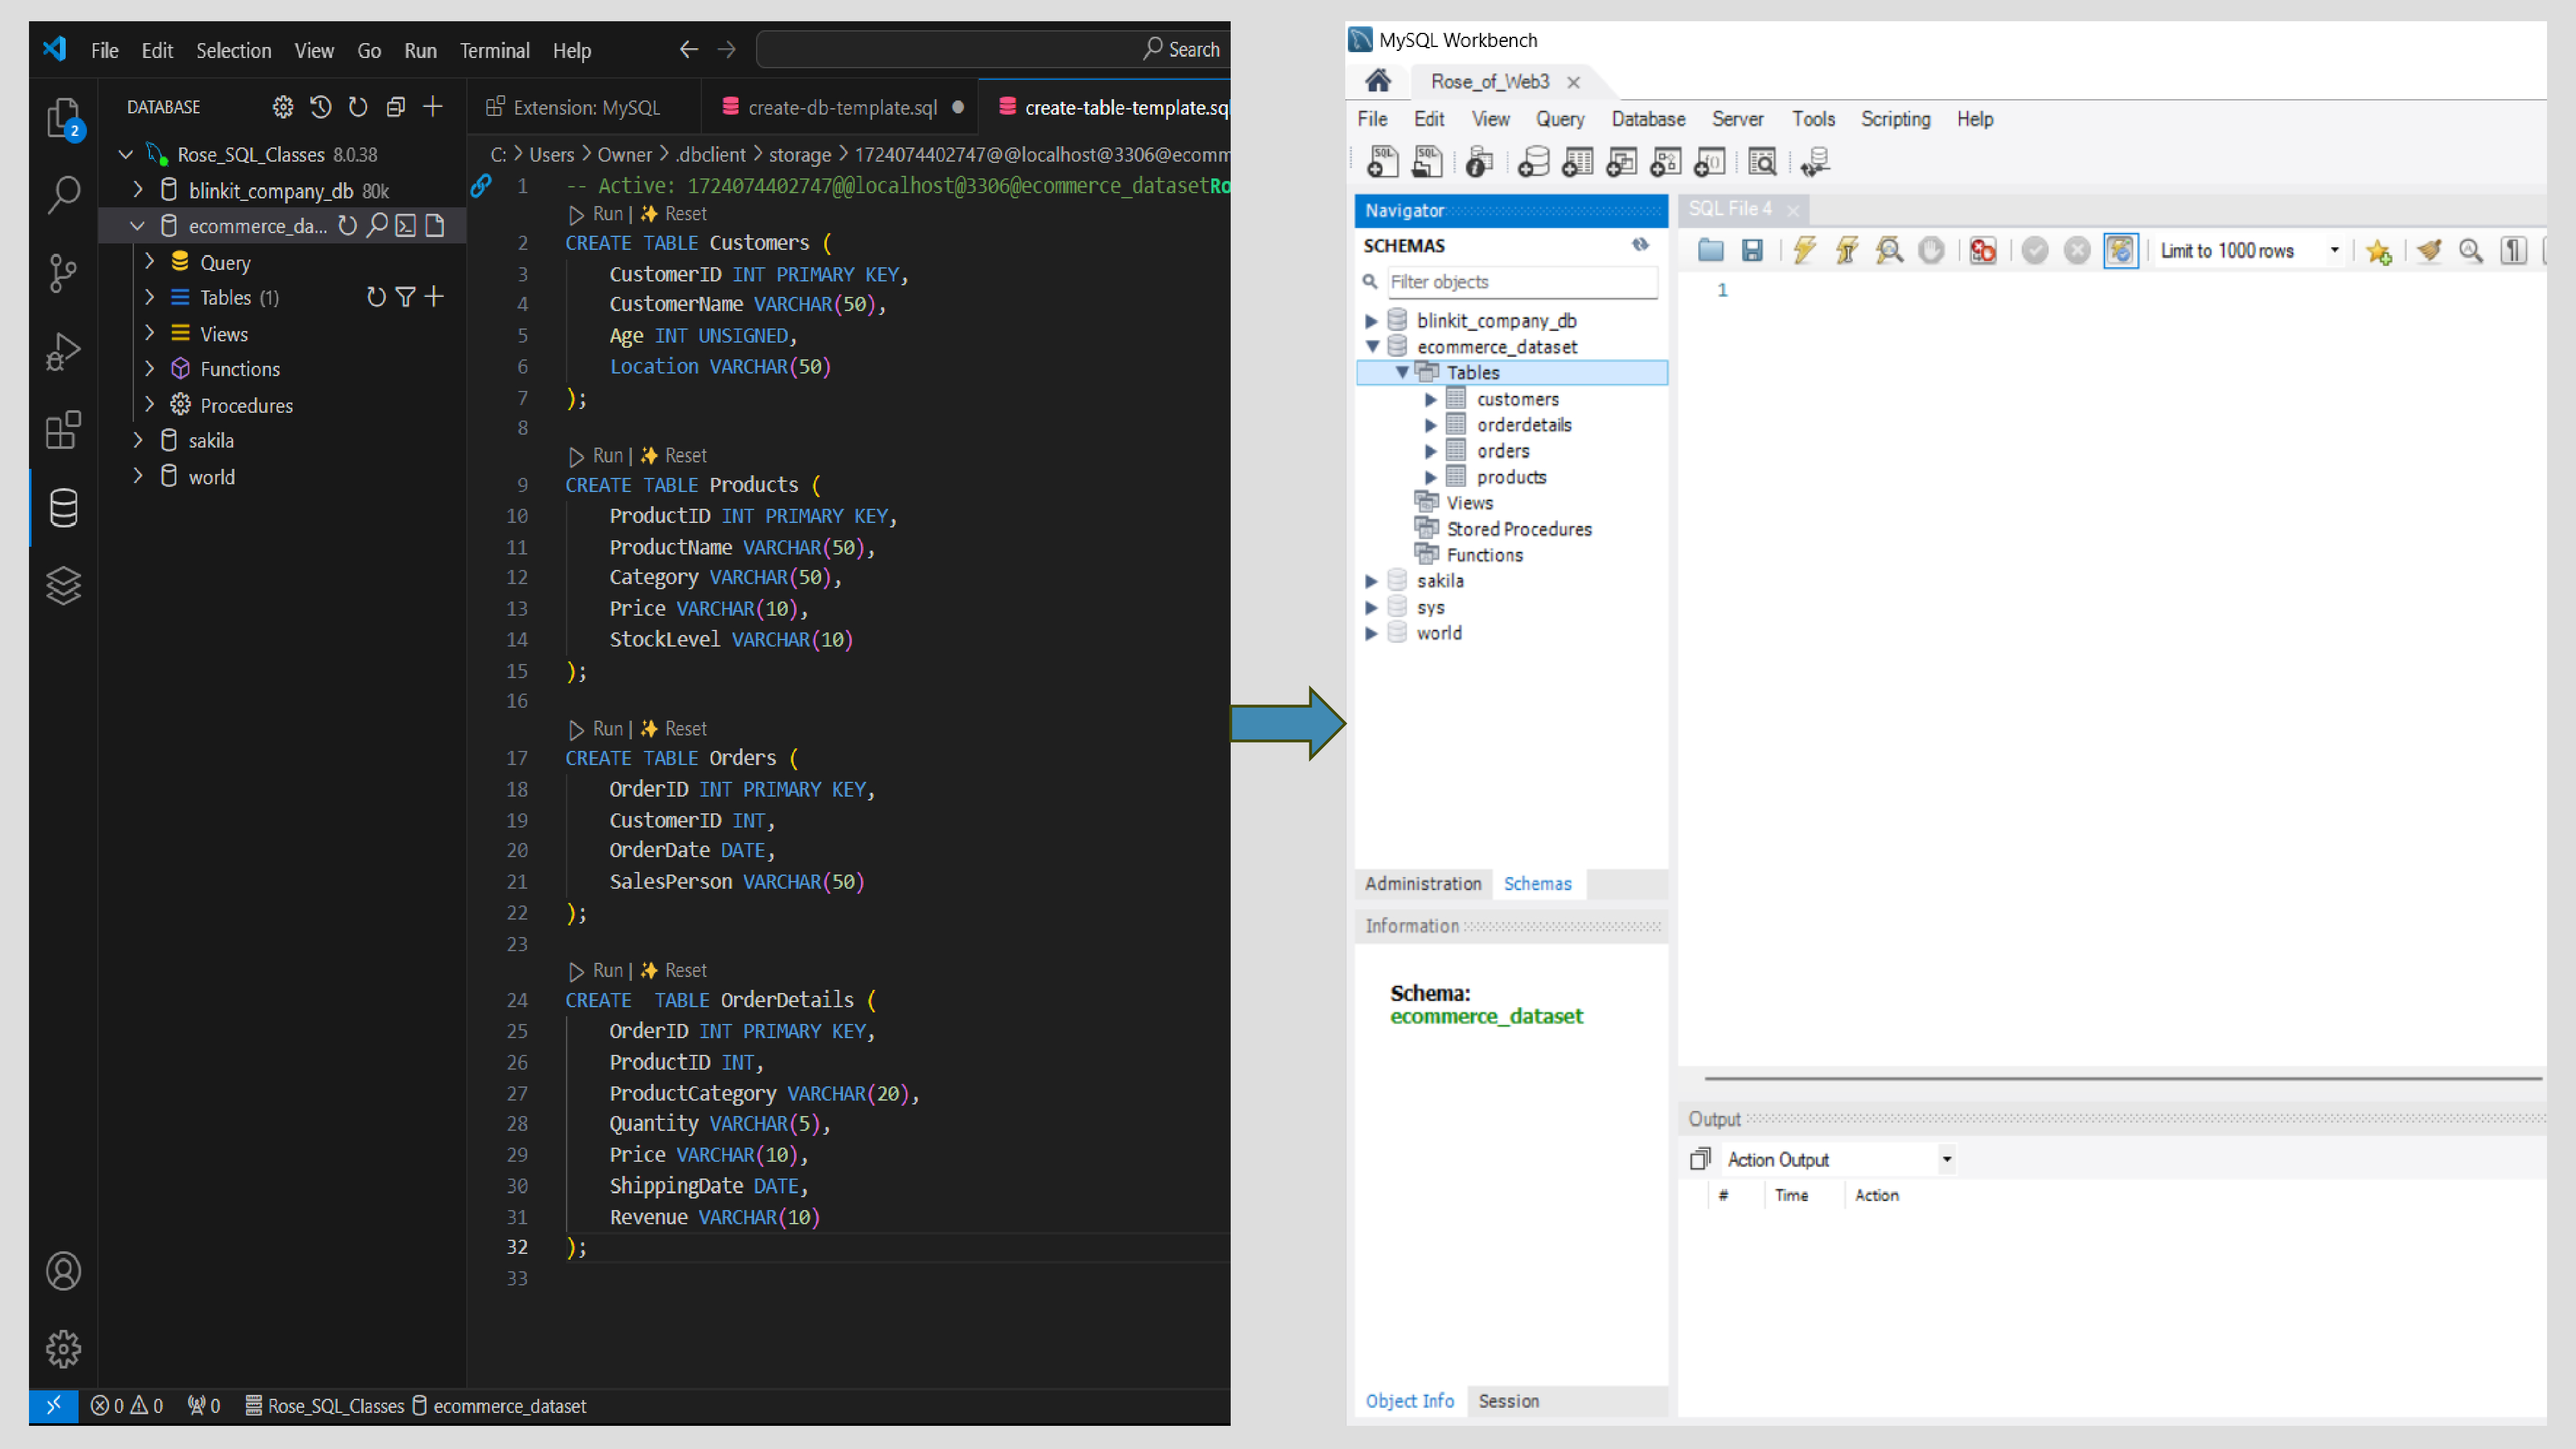 File Edit Selection View Go Run Terminal Help Search
DATABASE
Extension: MySQL
create-db-template.sql
create-table-template.sql
2
Rose_SQL_Classes 8.0.38
blinkit_company_db 80k
ecommerce_da...
Query
Tables (1)
Views
Functions
Procedures
sakila
world
C: > Users > Owner > .dbclient > storage > 1724074402747@@localhost@3306@ecomm
1 -- Active: 1724074402747@@localhost@3306@ecommerce_datasetRo
Run | Reset
2 CREATE TABLE Customers (
3 CustomerID INT PRIMARY KEY,
4 CustomerName VARCHAR(50),
5 Age INT UNSIGNED,
6 Location VARCHAR(50)
7 );
8
Run | Reset
9 CREATE TABLE Products (
10 ProductID INT PRIMARY KEY,
11 ProductName VARCHAR(50),
12 Category VARCHAR(50),
13 Price VARCHAR(10),
14 StockLevel VARCHAR(10)
15 );
16
Run | Reset
17 CREATE TABLE Orders (
18 OrderID INT PRIMARY KEY,
19 CustomerID INT,
20 OrderDate DATE,
21 SalesPerson VARCHAR(50)
22 );
23
Run | Reset
24 CREATE  TABLE OrderDetails (
25 OrderID INT PRIMARY KEY,
26 ProductID INT,
27 ProductCategory VARCHAR(20),
28 Quantity VARCHAR(5),
29 Price VARCHAR(10),
30 ShippingDate DATE,
31 Revenue VARCHAR(10)
32 );
33
0 0 0 Rose_SQL_Classes ecommerce_dataset
MySQL Workbench
Rose_of_Web3
File Edit View Query Database Server Tools Scripting Help
Navigator
SCHEMAS
Filter objects
blinkit_company_db
ecommerce_dataset
Tables
customers
orderdetails
orders
products
Views
Stored Procedures
Functions
sakila
sys
world
Administration Schemas
Information
Schema:
ecommerce_dataset
Object Info Session
SQL File 4
Limit to 1000 rows
1
Output
Action Output
# Time Action